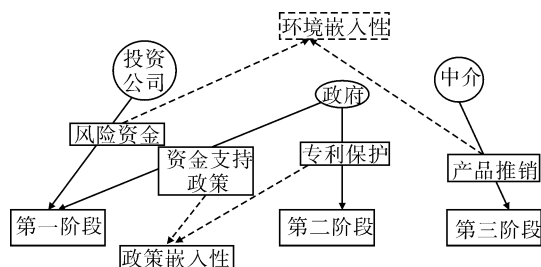 环境嵌入性
投资
公司
中介
政府
风险资金
资金支持
政策
专利保护
产品推销
第一阶段
第二阶段
第三阶段
政策嵌入性